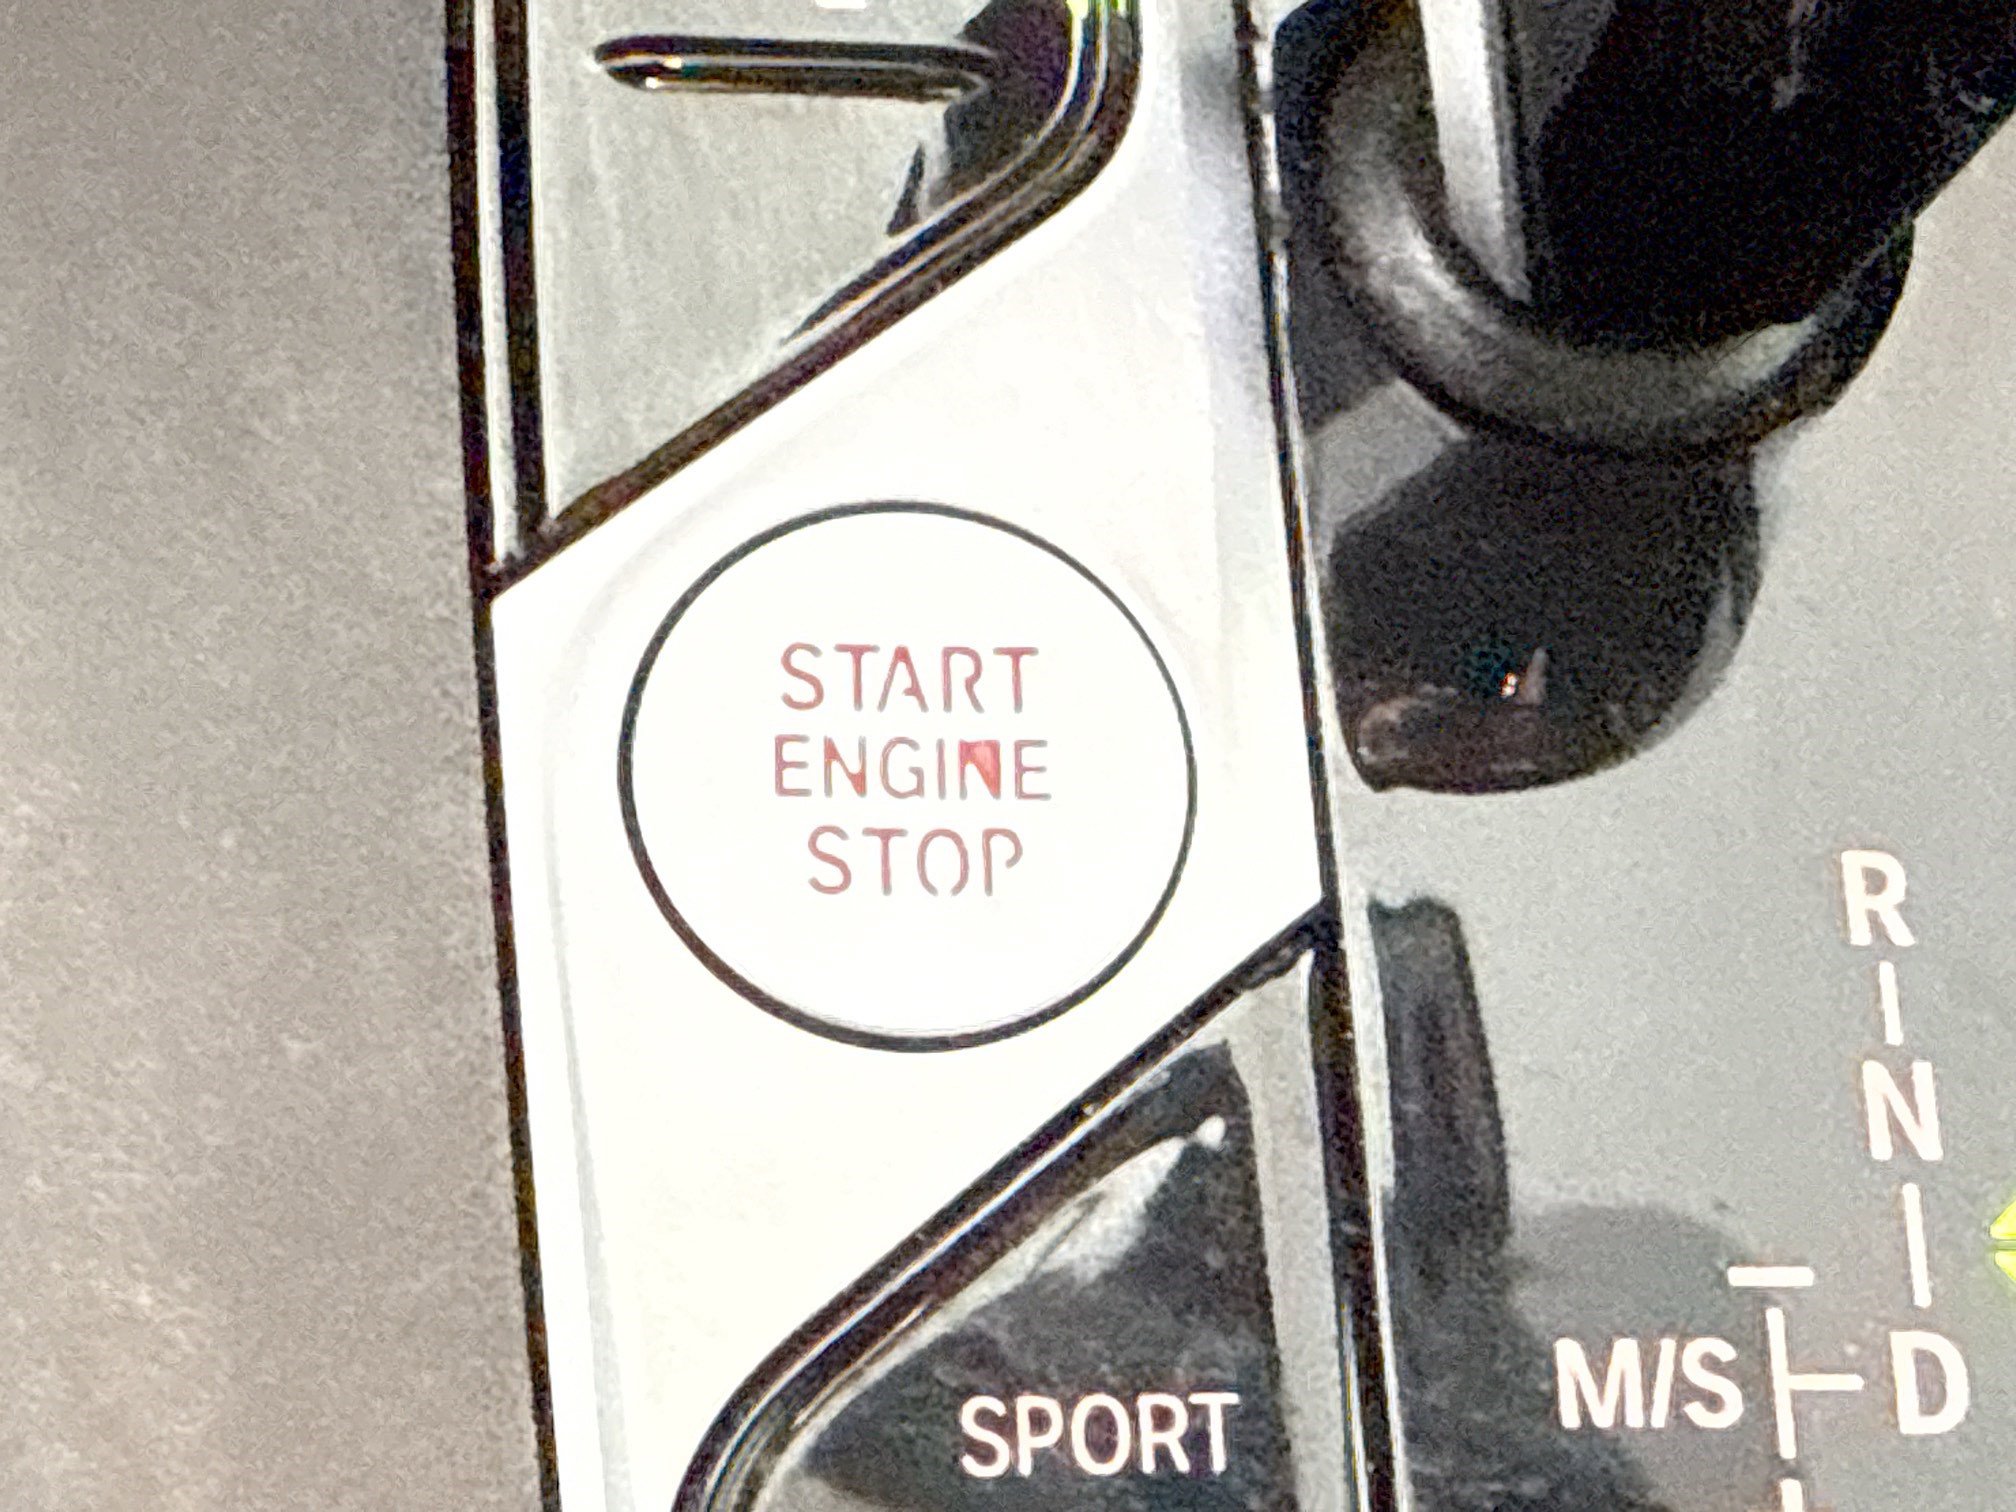 START
ENGINE
STOP
R
N
M/S D
SPORT